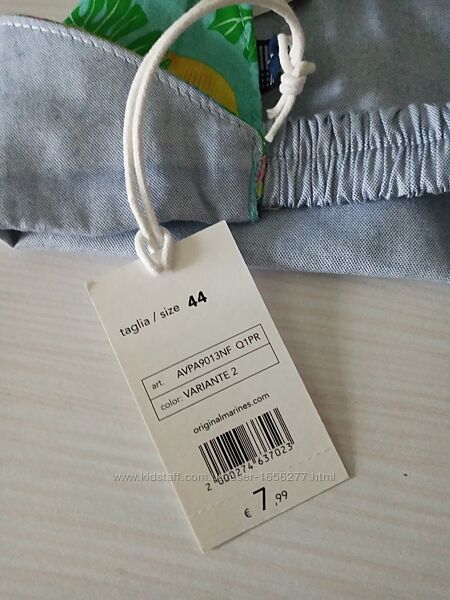 taglia / size 44
art. AVPA9013NF Q1PR
color: VARIANTE 2
originalmarines.com
2 000274 637023
€ 7,99
www.kidstaff.com.ua/user-1656277.html